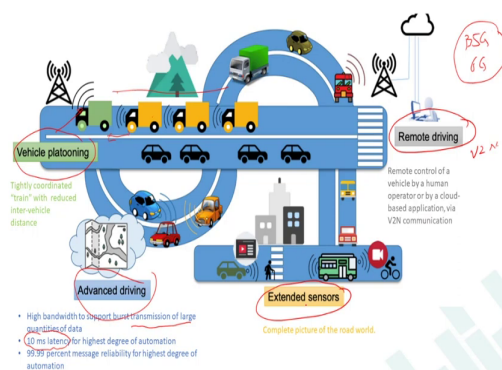 B5G
6G
Remote driving
V2N
Vehicle platooning
Remote control of a
vehicle by a human
operator or by a cloud-
based application, via
V2N communication
Tightly coordinated
"train" with reduced
inter-vehicle
distance
Advanced driving
Extended sensors
• High bandwidth to support burst transmission of large
quantities of data
• 10 ms latency for highest degree of automation
• 99.99 percent message reliability for highest degree of
automation
Complete picture of the road world.